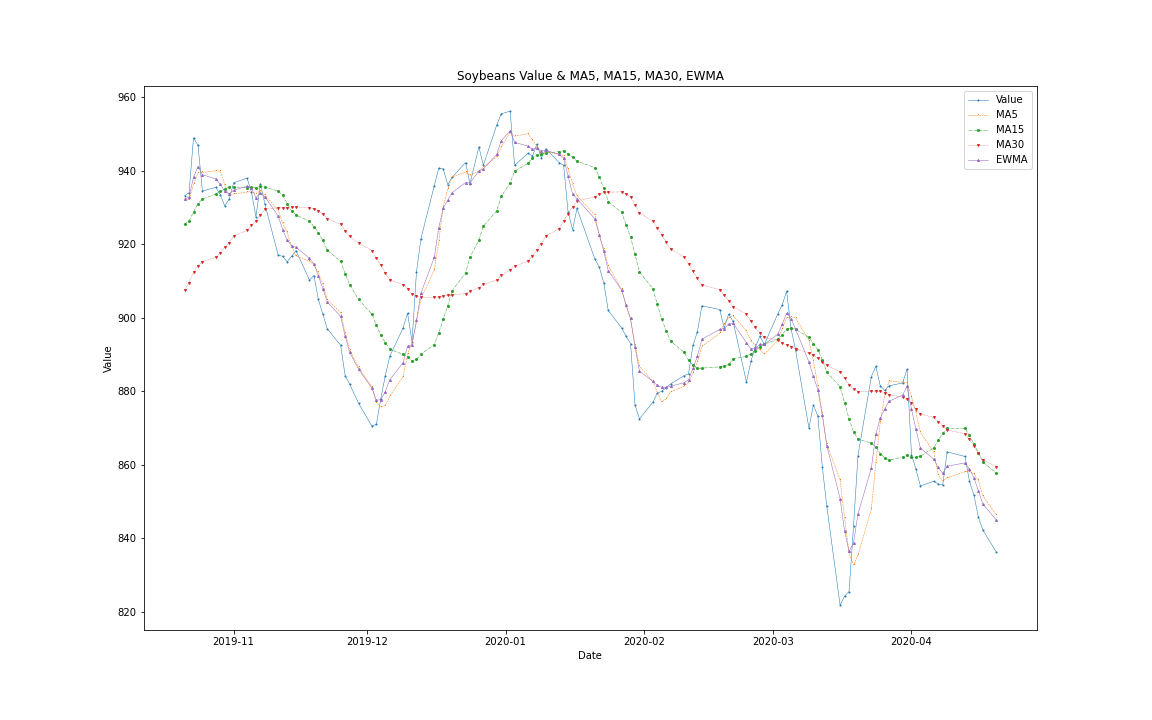 Soybeans Value & MA5, MA15, MA30, EWMA
960
940
920
900
880
860
840
820
Value
Value
MA5
MA15
MA30
EWMA
2019-11
2019-12
2020-01
2020-02
2020-03
2020-04
Date